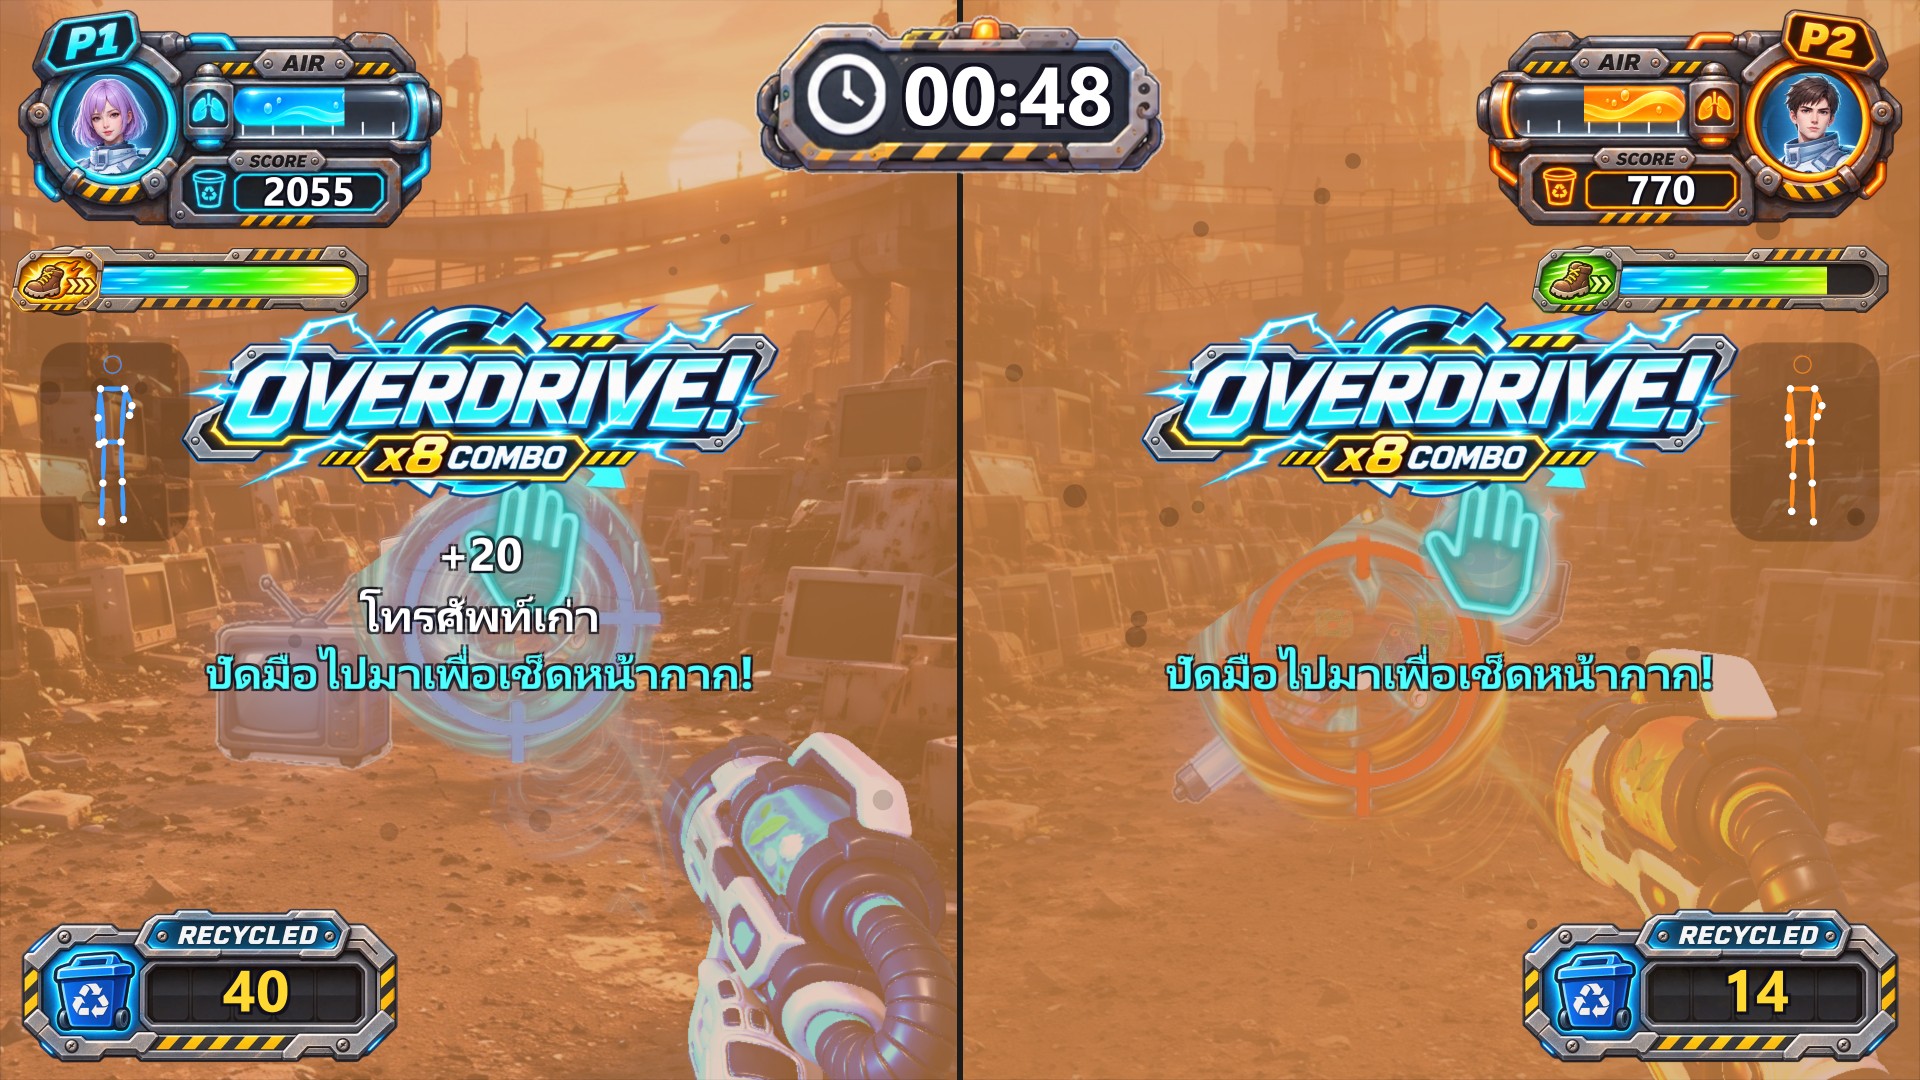 P1
AIR
SCORE
2055
00:48
P2
AIR
SCORE
770
OVERDRIVE!
x8 COMBO
+20
โทรศัพท์เก่า
ปัดมือไปมาเพื่อเช็ดหน้ากาก!
OVERDRIVE!
x8 COMBO
ปัดมือไปมาเพื่อเช็ดหน้ากาก!
RECYCLED
40
RECYCLED
14